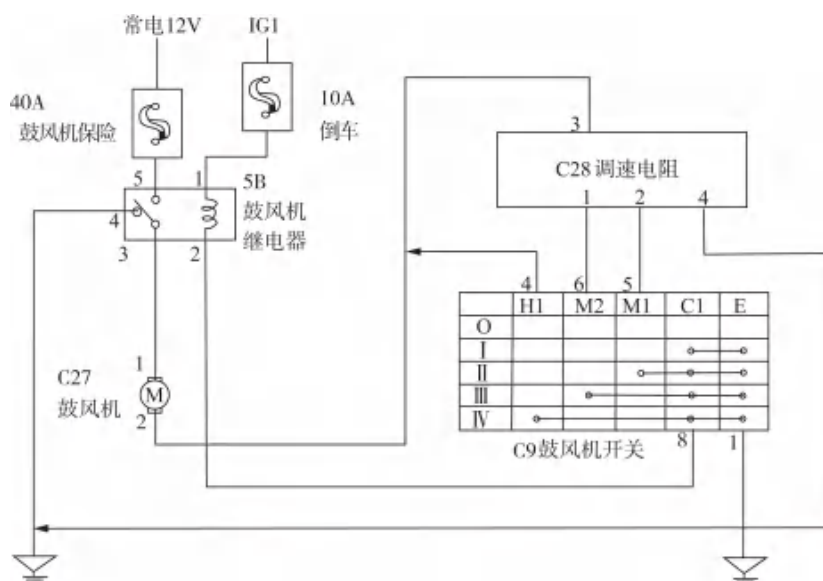 常电12V
IG1
40A
鼓风机保险
10A
倒车
3
C28 调速电阻
1 2 4
5 1
5B
鼓风机
继电器
4
3 2
4 6 5
H1 M2 M1 C1 E
O
Ⅰ
Ⅱ
Ⅲ
Ⅳ
8 1
C9鼓风机开关
C27
鼓风机
1
M
2